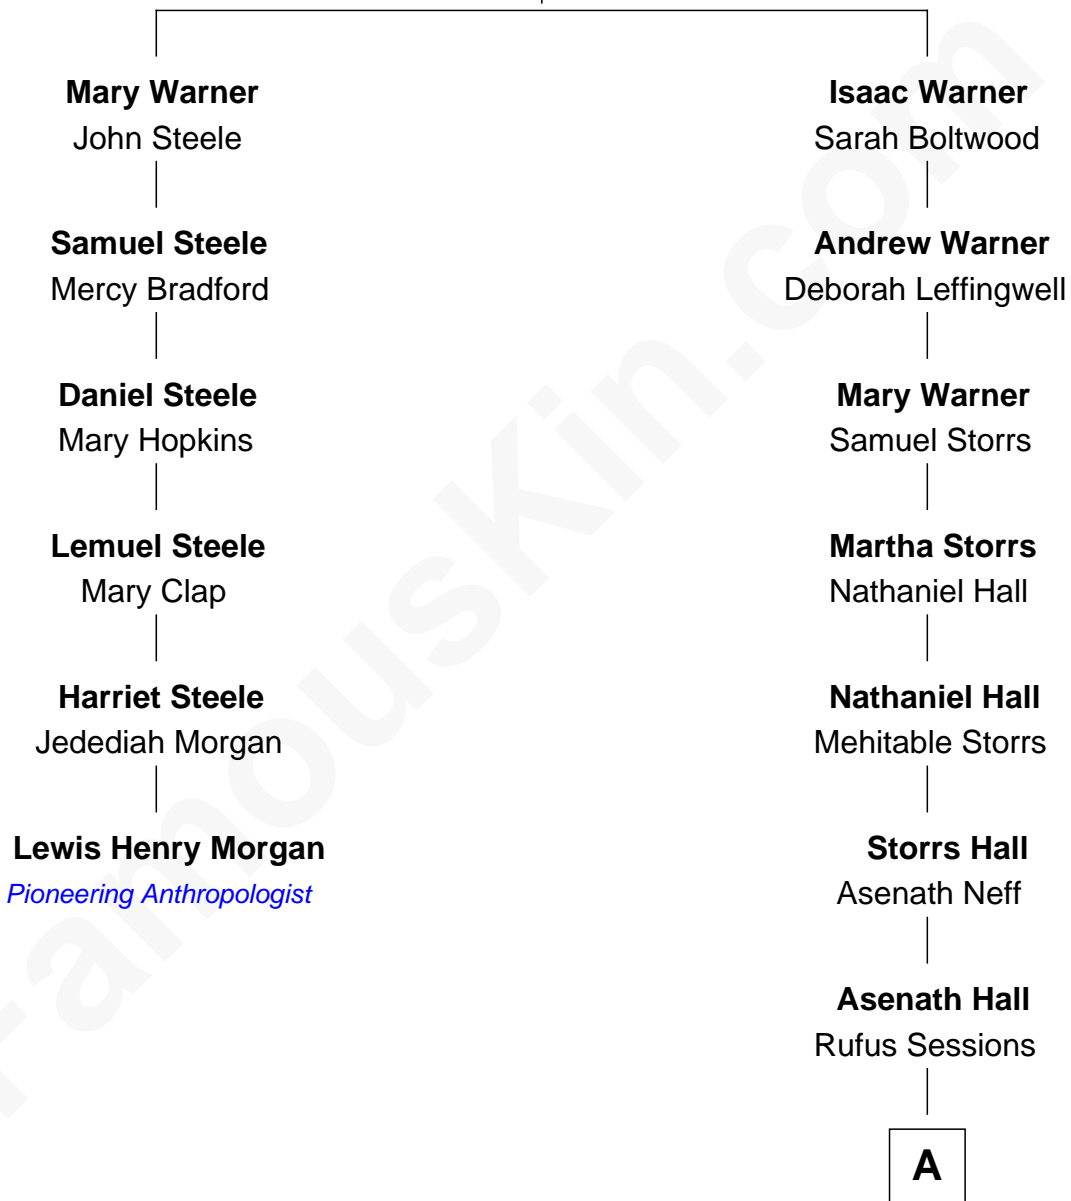 Mary Warner
John Steele
Samuel Steele
Mercy Bradford
Daniel Steele
Mary Hopkins
Lemuel Steele
Mary Clap
Harriet Steele
Jedediah Morgan
Lewis Henry Morgan
Pioneering Anthropologist
Isaac Warner
Sarah Boltwood
Andrew Warner
Deborah Leffingwell
Mary Warner
Samuel Storrs
Martha Storrs
Nathaniel Hall
Nathaniel Hall
Mehitable Storrs
Storrs Hall
Asenath Neff
Asenath Hall
Rufus Sessions
A
FamousKin.com